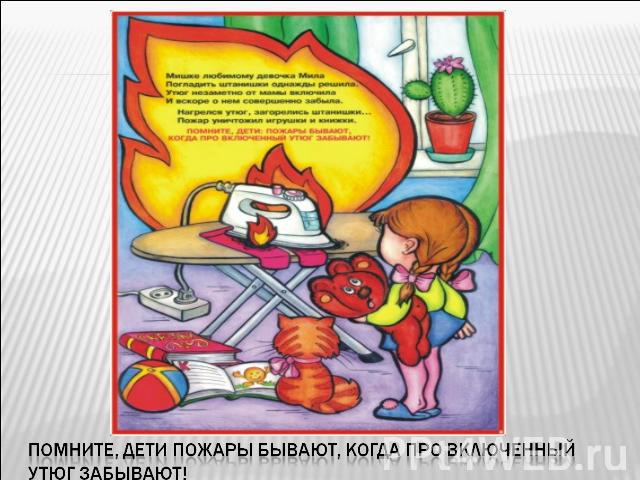 Мишке любимому девочка Мила
Погладить штанишки однажды решила.
Утюг незаметно от мамы включила
И вскоре о нем совершенно забыла.
Нагрелся утюг, загорелись штанишки...
Пожар уничтожил игрушки и книжки.
ПОМНИТЕ, ДЕТИ: ПОЖАРЫ БЫВАЮТ,
КОГДА ПРО ВКЛЮЧЕННЫЙ УТЮГ ЗАБЫВАЮТ!
ПОМНИТЕ, ДЕТИ ПОЖАРЫ БЫВАЮТ, КОГДА ПРО ВКЛЮЧЕННЫЙ
УТЮГ ЗАБЫВАЮТ!
PPt4WEB.ru